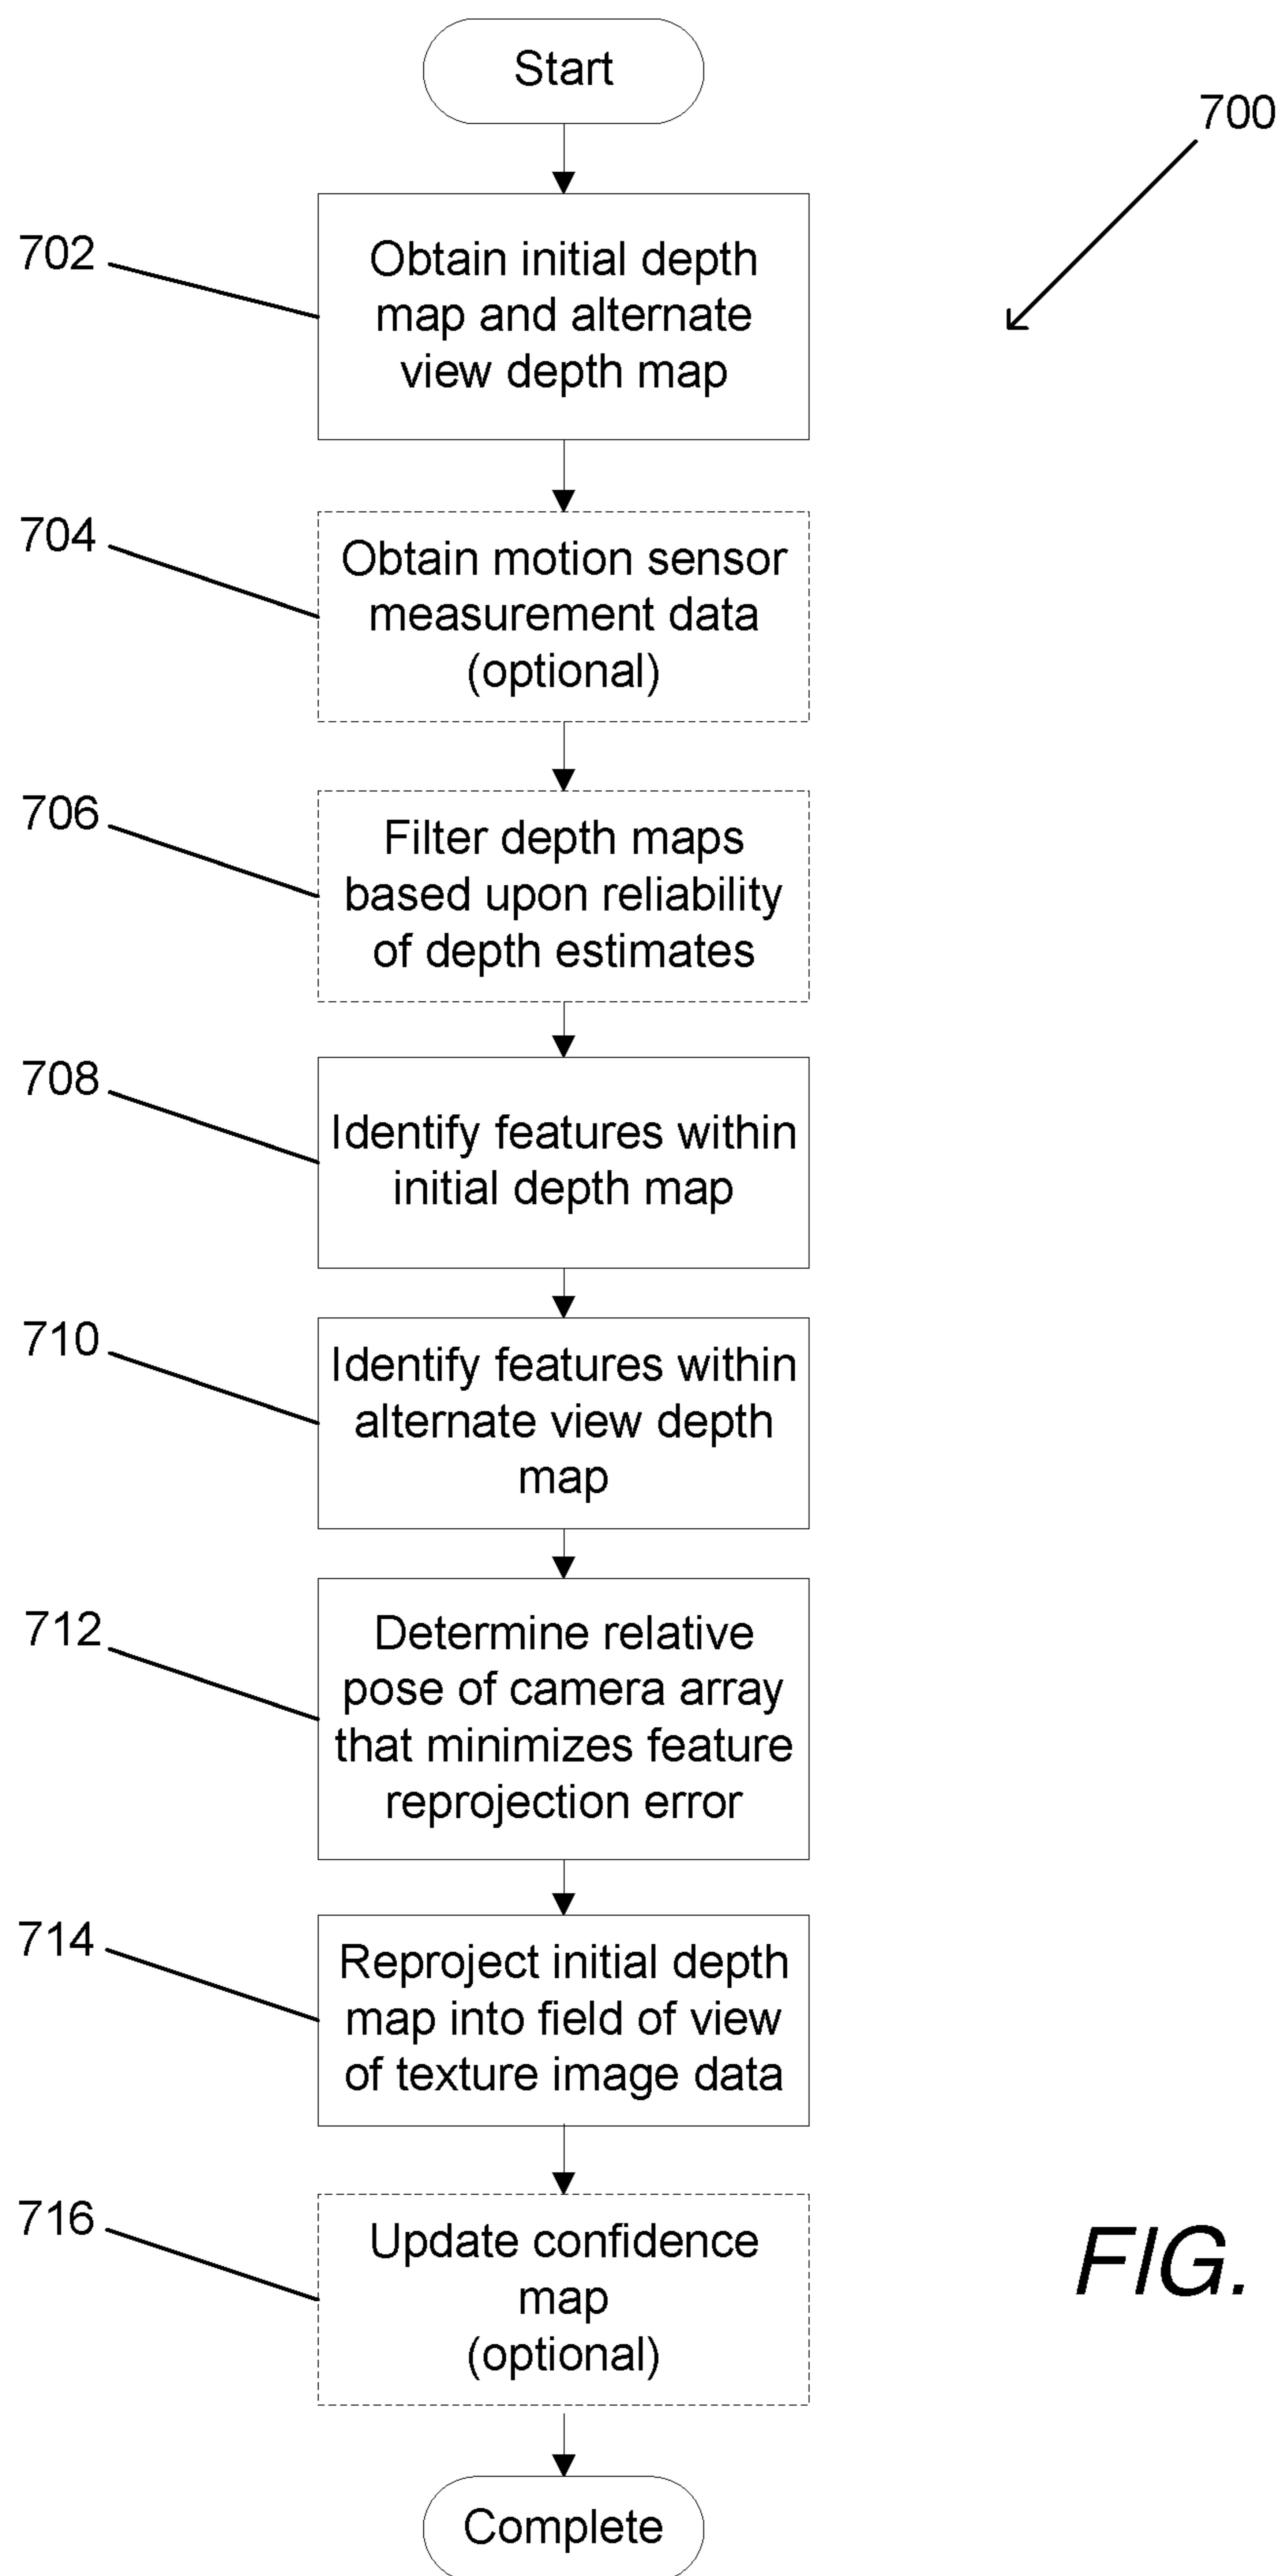 Start
700
702
Obtain initial depth
map and alternate
view depth map
704
Obtain motion sensor
measurement data
(optional)
706
Filter depth maps
based upon reliability
of depth estimates
708
Identify features within
initial depth map
710
Identify features within
alternate view depth
map
712
Determine relative
pose of camera array
that minimizes feature
reprojection error
714
Reproject initial depth
map into field of view
of texture image data
716
Update confidence
map
(optional)
FIG.
Complete